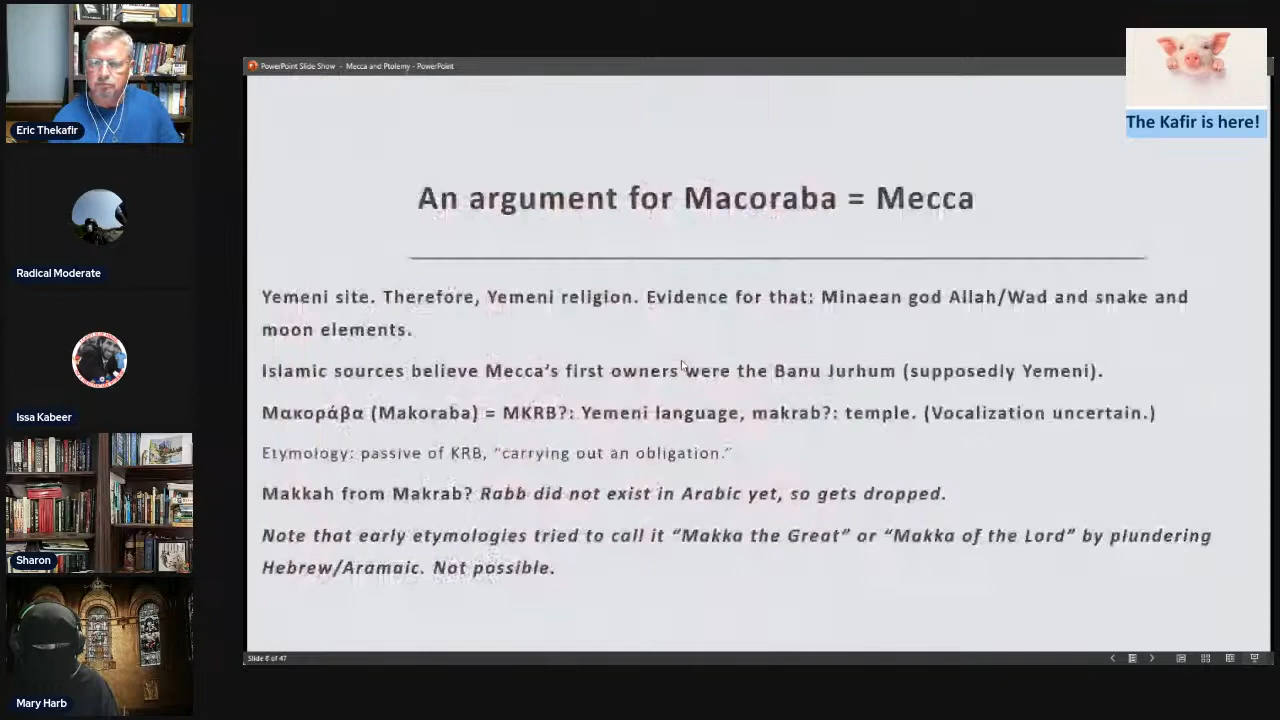 Eric Thekafir
Radical Moderate
Issa Kabeer
Sharon
Mary Harb
The Kafir is here!
PowerPoint Slide Show - Mecca and Ptolemy - PowerPoint
An argument for Macoraba = Mecca
Yemeni site. Therefore, Yemeni religion. Evidence for that: Minaean god Allah/Wad and snake and
moon elements.
Islamic sources believe Mecca's first owners were the Banu Jurhum (supposedly Yemeni).
Μακοράβα (Makoraba) = MKRB?: Yemeni language, makrab?: temple. (Vocalization uncertain.)
Etymology: passive of KRB, "carrying out an obligation."
Makkah from Makrab? Rabb did not exist in Arabic yet, so gets dropped.
Note that early etymologies tried to call it "Makka the Great" or "Makka of the Lord" by plundering
Hebrew/Aramaic. Not possible.
Slide 6 of 47